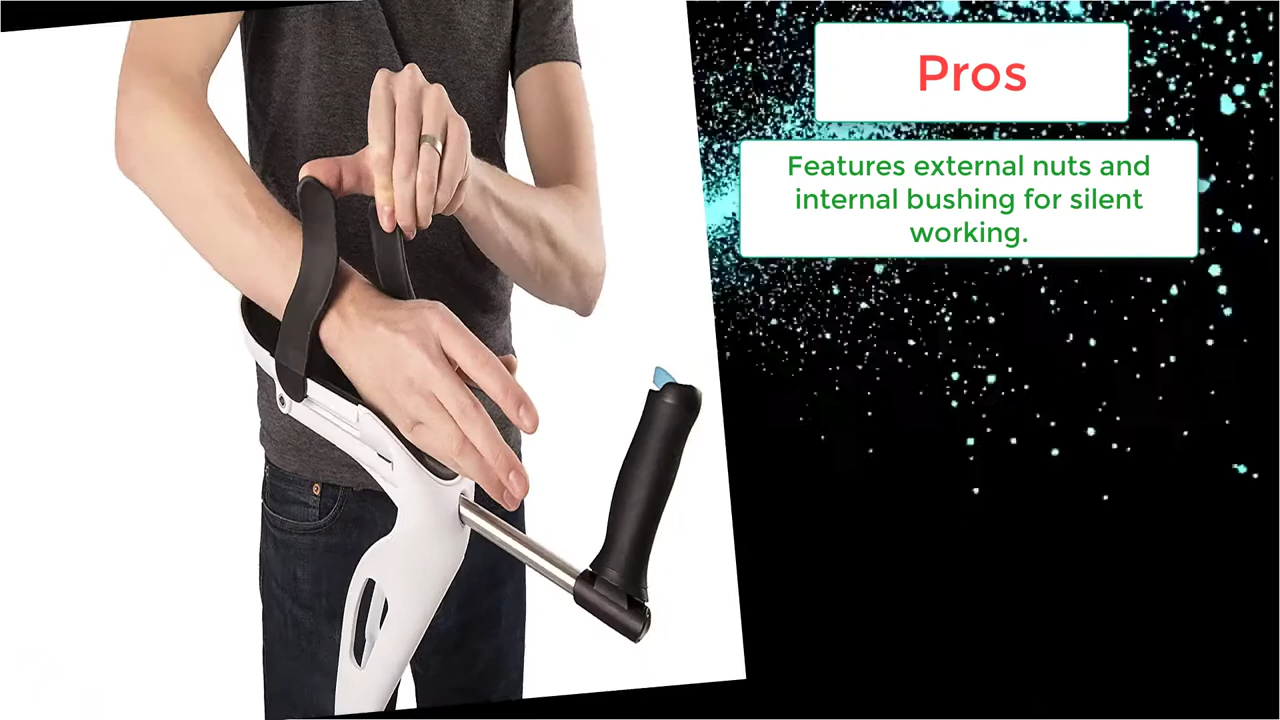 Pros
Features external nuts and
internal bushing for silent
working.